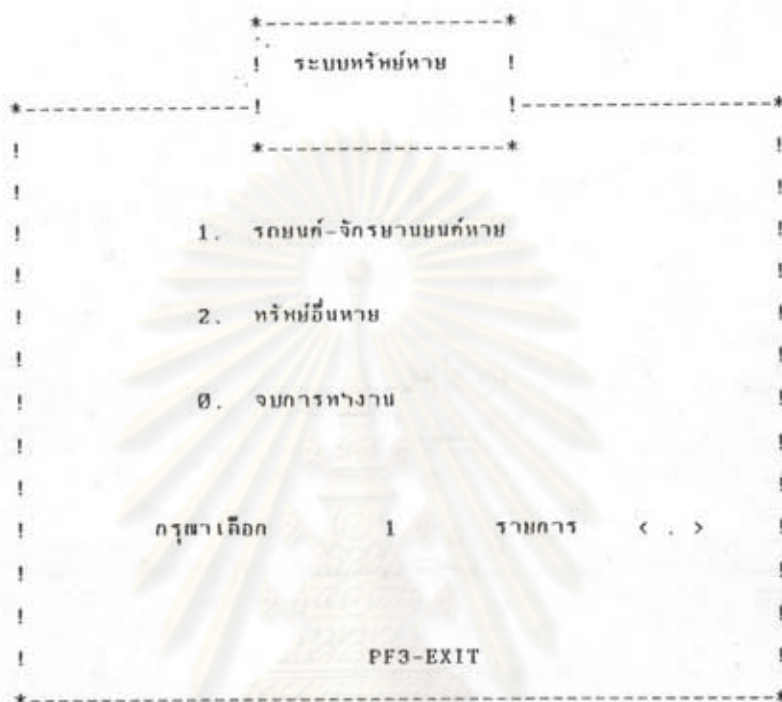 ระบบทรัพย์หาย
1. รถยนต์-จักรยานยนต์หาย
2. ทรัพย์อื่นหาย
0. จบการทำงาน
กรุณาเลือก 1 รายการ < . >
PF3-EXIT